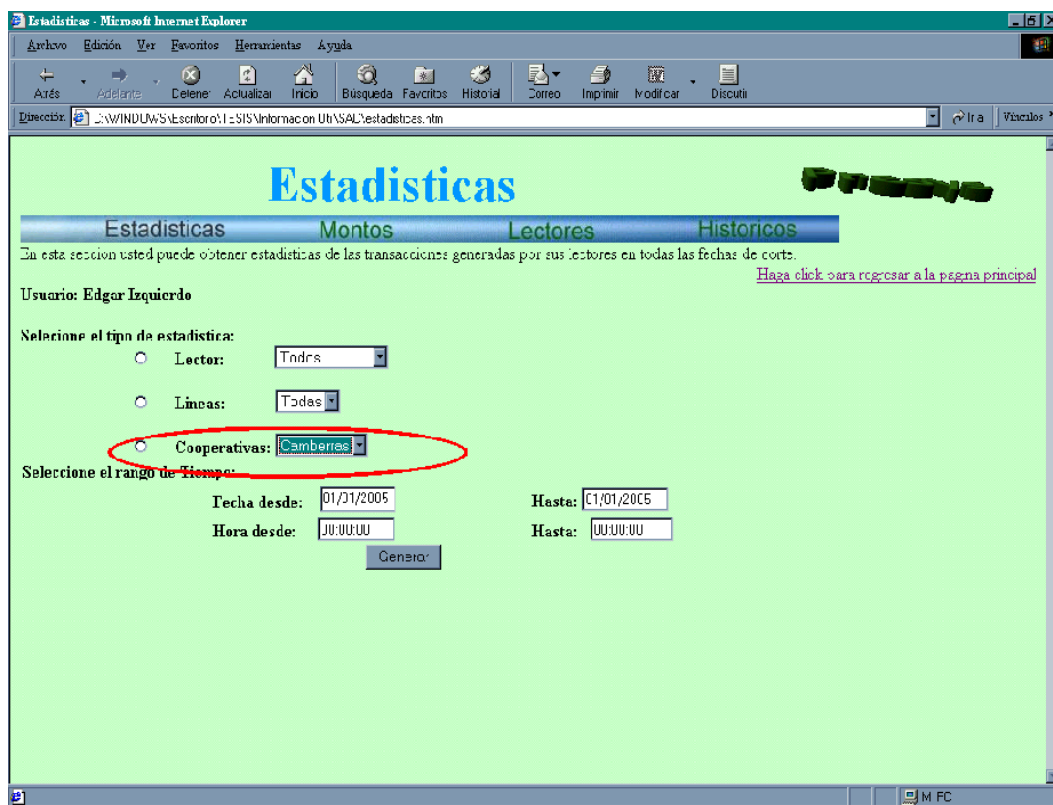 Estadisticas - Microsoft Internet Explorer
Archivo Edición Ver Favoritos Herramientas Ayuda
Atrás Adelante Detener Actualizar Inicio Búsqueda Favoritos Historial Correo Imprimir Modificar Discutir
Dirección C:\WINDOWS\Escritorio\TESIS\Informacion Util\SAD\estadisticas.htm Ir a Vínculos
Estadisticas
Estadisticas Montos Lectores Historicos
En esta seccion usted puede obtener estadisticas de las transacciones generadas por sus lectores en todas las fechas de corte.
Haga click para regresar a la pagina principal
Usuario: Edgar Izquierdo
Selecione el tipo de estadistica:
Lector: Todos
Lineas: Todas
Cooperativas: Camberras
Seleccione el rango de Tiempo:
Fecha desde: 01/01/2005 Hasta: 01/01/2005
Hora desde: 00:00:00 Hasta: 00:00:00
Generar
Mi PC